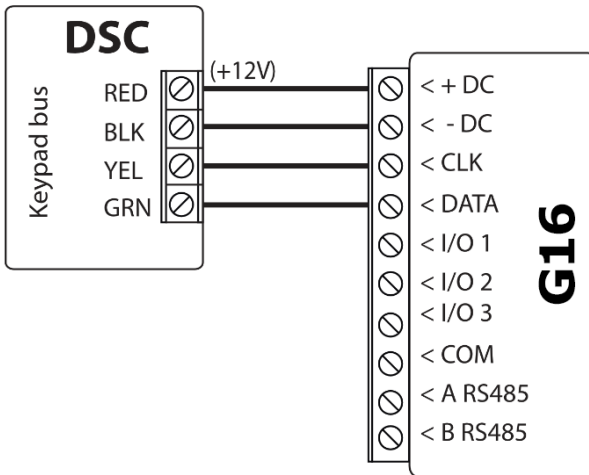 DSC
Keypad bus
RED
BLK
YEL
GRN
(+12V)
< + DC
< - DC
< CLK
< DATA
< I/O 1
< I/O 2
< I/O 3
< COM
< A RS485
< B RS485
G16